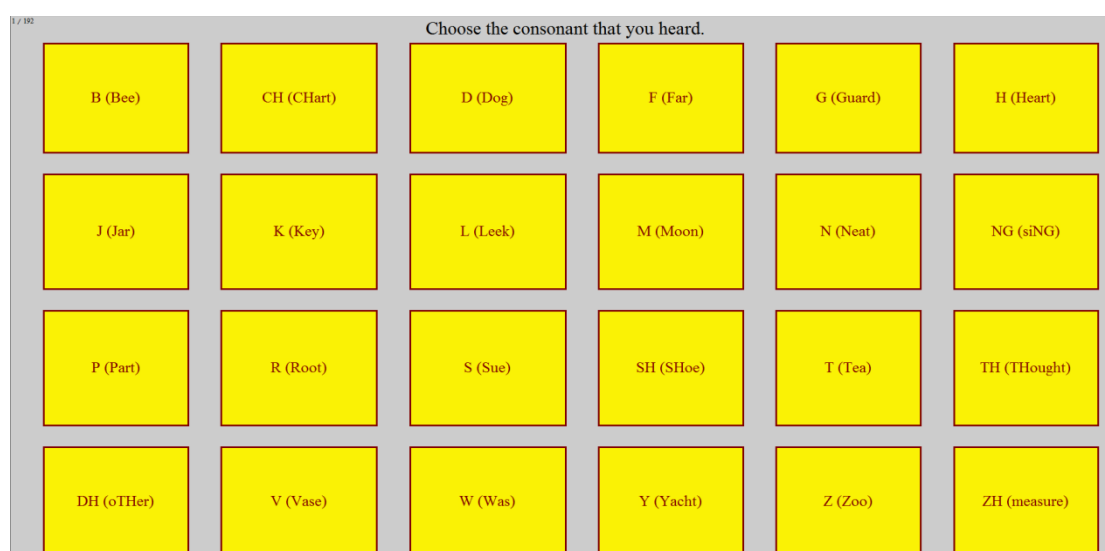 1 / 192
Choose the consonant that you heard.
B (Bee) CH (CHart) D (Dog) F (Far) G (Guard) H (Heart)
J (Jar) K (Key) L (Leek) M (Moon) N (Neat) NG (siNG)
P (Part) R (Root) S (Sue) SH (SHoe) T (Tea) TH (THought)
DH (oTHer) V (Vase) W (Was) Y (Yacht) Z (Zoo) ZH (measure)